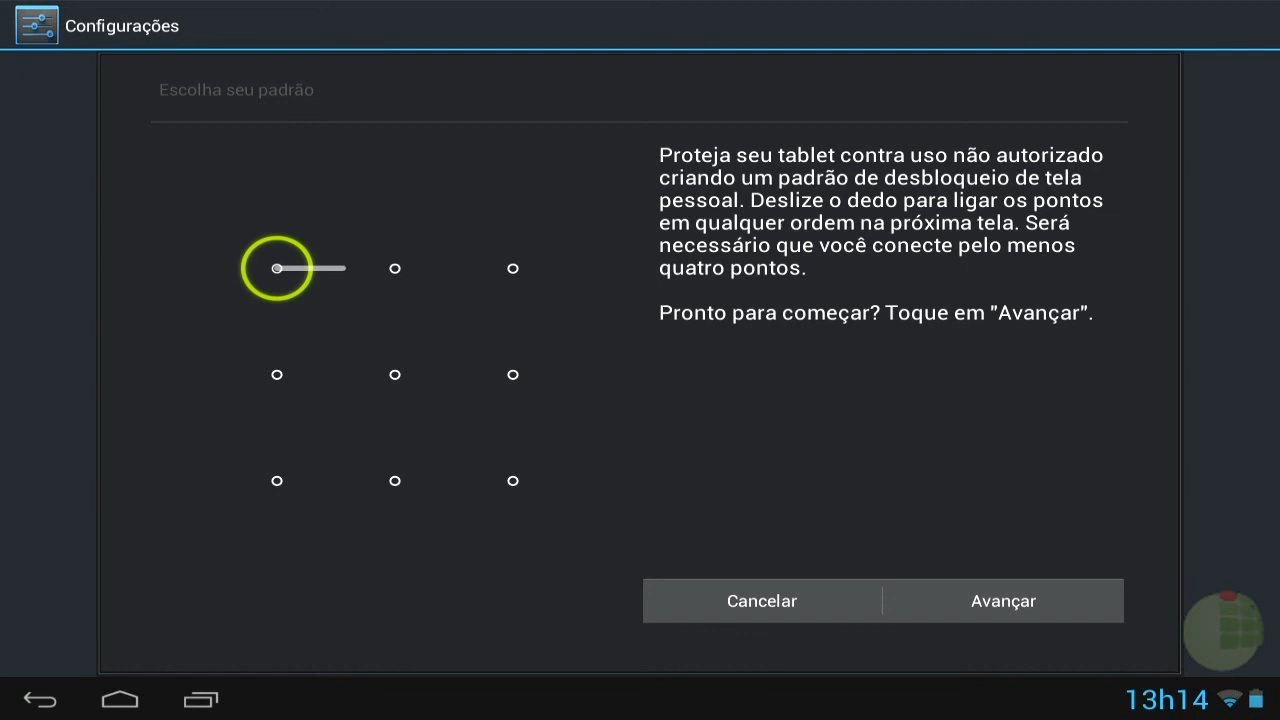 Configurações
Escolha seu padrão
Proteja seu tablet contra uso não autorizado
criando um padrão de desbloqueio de tela
pessoal. Deslize o dedo para ligar os pontos
em qualquer ordem na próxima tela. Será
necessário que você conecte pelo menos
quatro pontos.
Pronto para começar? Toque em "Avançar".
Cancelar
Avançar
13h14